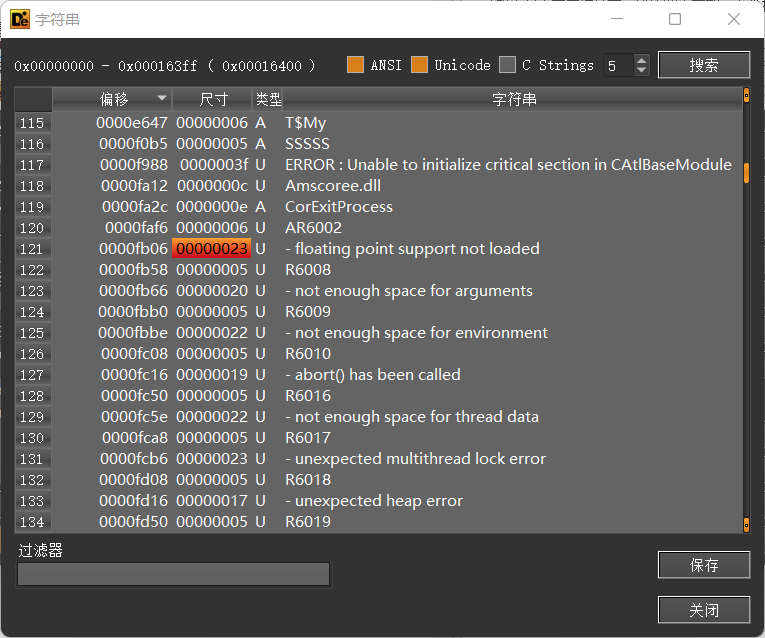 字符串
0x00000000 - 0x000163ff ( 0x00016400 ) ANSI Unicode C Strings 5 搜索
偏移 尺寸 类型 字符串
115 0000e647 00000006 A T$My
116 0000f0b5 00000005 A SSSSS
117 0000f988 0000003f U ERROR : Unable to initialize critical section in CAtlBaseModule
118 0000fa12 0000000c U Amscoree.dll
119 0000fa2c 0000000e A CorExitProcess
120 0000faf6 00000006 U AR6002
121 0000fb06 00000023 U - floating point support not loaded
122 0000fb58 00000005 U R6008
123 0000fb66 00000020 U - not enough space for arguments
124 0000fbb0 00000005 U R6009
125 0000fbbe 00000022 U - not enough space for environment
126 0000fc08 00000005 U R6010
127 0000fc16 00000019 U - abort() has been called
128 0000fc50 00000005 U R6016
129 0000fc5e 00000022 U - not enough space for thread data
130 0000fca8 00000005 U R6017
131 0000fcb6 00000023 U - unexpected multithread lock error
132 0000fd08 00000005 U R6018
133 0000fd16 00000017 U - unexpected heap error
134 0000fd50 00000005 U R6019
过滤器
保存
关闭